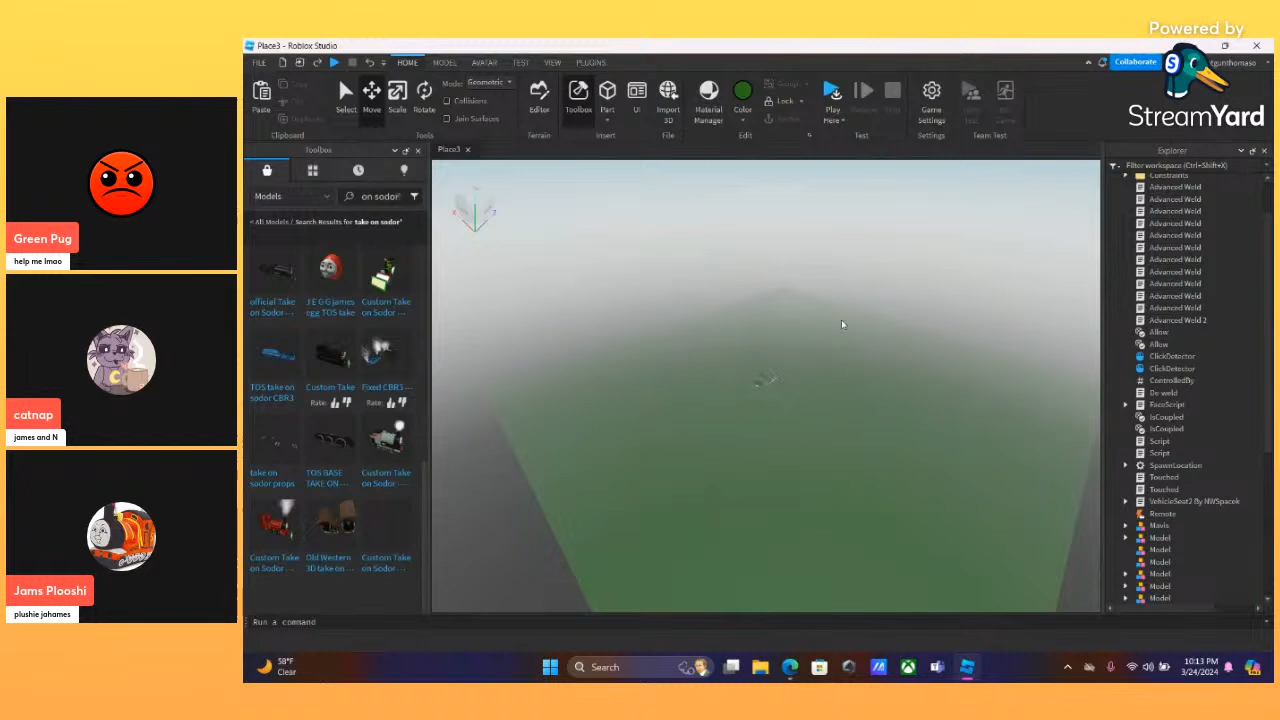 Powered by
StreamYard
Green Pug
help me lmao
catnap
james and N
Jams Plooshi
plushie jahames
Place3 - Roblox Studio
FILE
HOME MODEL AVATAR TEST VIEW PLUGINS
Collaborate
Paste
Clipboard
Select Move Scale Rotate
Mode: Geometric
Collisions
Join Surfaces
Tools
Editor
Terrain
Toolbox Part UI
Insert
Import
3D
File
Material
Manager
Color
Group
Lock
Edit
Play
Here
Test
Game
Settings
Settings
Team Test
Toolbox
Models
on sodor
< All Models / Search Results for "take on sodor"
official Take
on Sodor ---
J E G G james
egg TOS take
Custom Take
on Sodor ---
TOS take on
sodor CBR3
Custom Take
Rate:
Fixed CBR3 ---
Rate:
take on
sodor props
TOS BASE
TAKE ON ---
Custom Take
on Sodor ---
Custom Take
on Sodor ---
Old Western
3D take on ---
Custom Take
on Sodor ---
Place3
X
Z
Explorer
Filter workspace (Ctrl+Shift+X)
Constraints
Advanced Weld
Advanced Weld
Advanced Weld
Advanced Weld
Advanced Weld
Advanced Weld
Advanced Weld
Advanced Weld
Advanced Weld
Advanced Weld
Advanced Weld
Advanced Weld 2
Allow
Allow
ClickDetector
ClickDetector
ControlledBy
De-weld
FaceScript
IsCoupled
IsCoupled
Script
Script
SpawnLocation
Touched
Touched
VehicleSeat2 By NWSpacek
Remote
Mavis
Model
Model
Model
Model
Model
Model
Run a command
58°F
Clear
Search
10:13 PM
3/24/2024